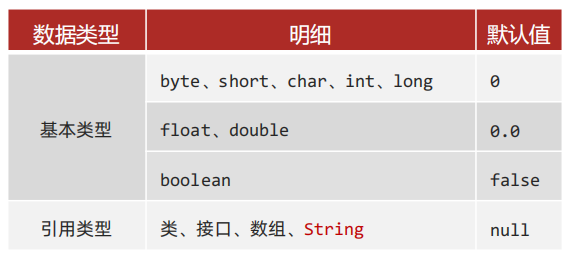 数据类型 明细 默认值
基本类型 byte、short、char、int、long 0
float、double 0.0
boolean false
引用类型 类、接口、数组、String null